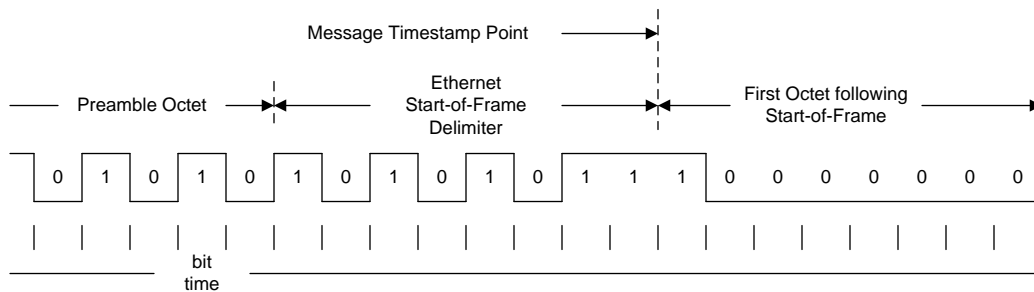 Message Timestamp Point
Preamble Octet
Ethernet
Start-of-Frame
Delimiter
First Octet following
Start-of-Frame
0 1 0 1 0 1 0 1 0 1 0 1 1 1 0 0 0 0 0 0 0
bit
time